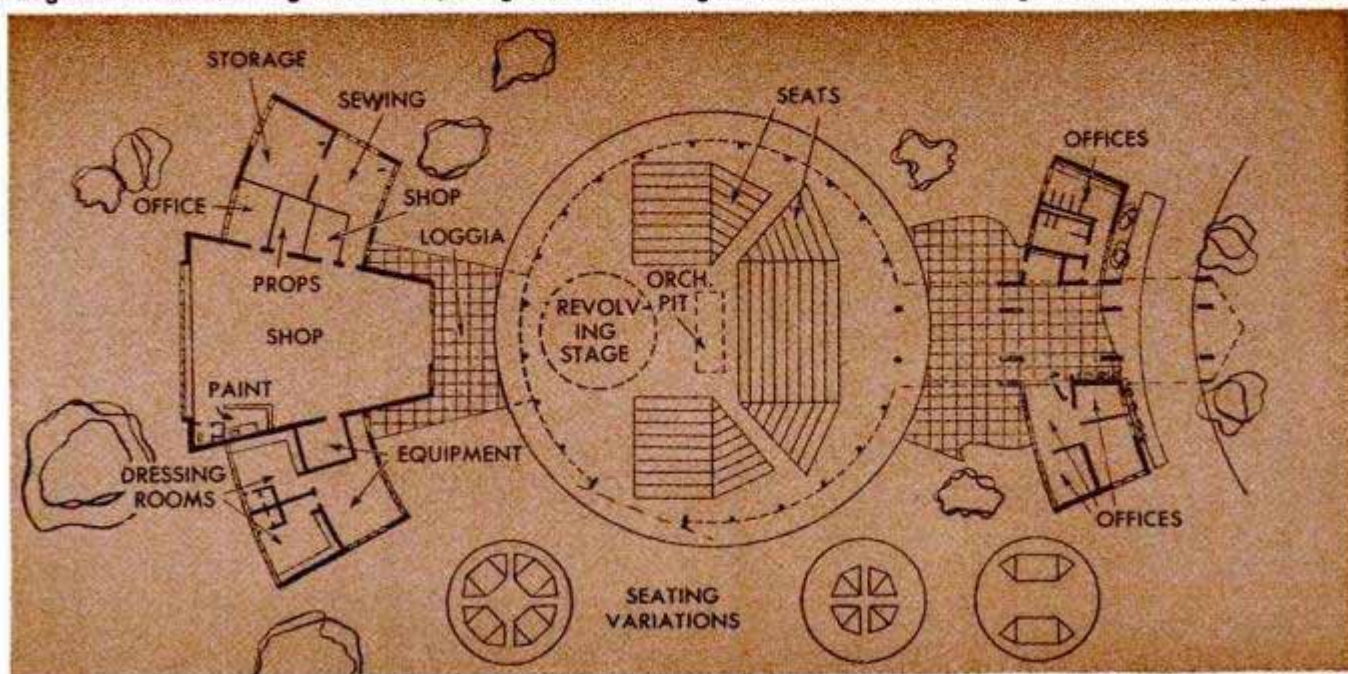 STORAGE
SEWING
SEATS
OFFICES
OFFICE
SHOP
LOGGIA
PROPS
ORCH.
PIT
REVOLV-
ING
STAGE
SHOP
PAINT
EQUIPMENT
DRESSING
ROOMS
OFFICES
SEATING
VARIATIONS